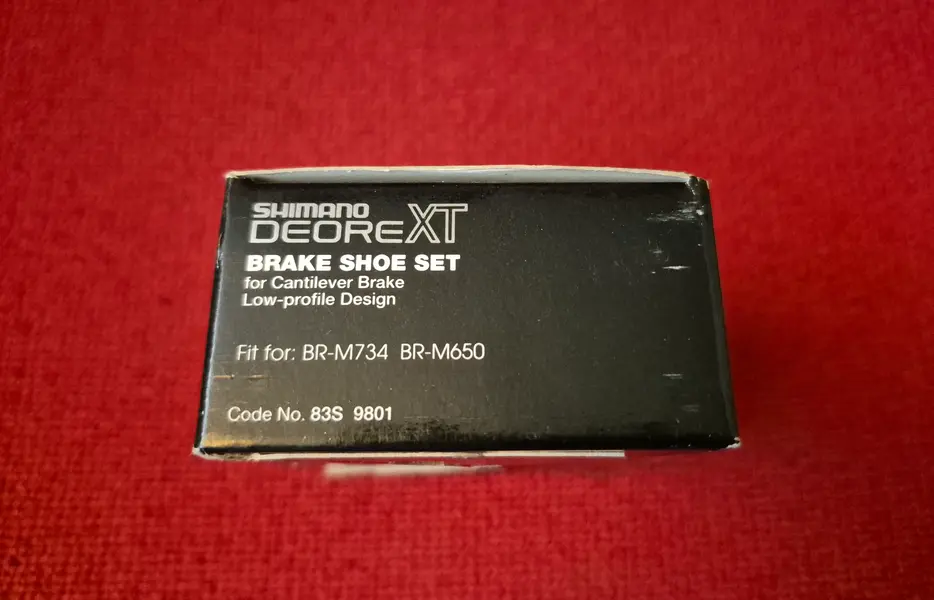 SHIMANO
DEORE XT
BRAKE SHOE SET
for Cantilever Brake
Low-profile Design
Fit for: BR-M734 BR-M650
Code No. 83S 9801